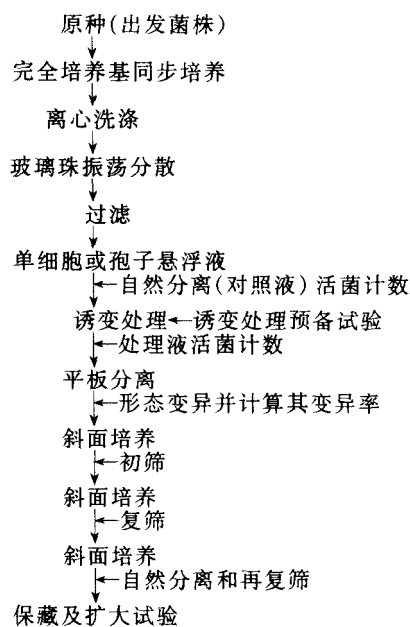 原种(出发菌株)
完全培养基同步培养
离心洗涤
玻璃珠振荡分散
过滤
单细胞或孢子悬浮液
自然分离(对照液)活菌计数
诱变处理 诱变处理预备试验
处理液活菌计数
平板分离
形态变异并计算其变异率
斜面培养
初筛
斜面培养
复筛
斜面培养
自然分离和再复筛
保藏及扩大试验